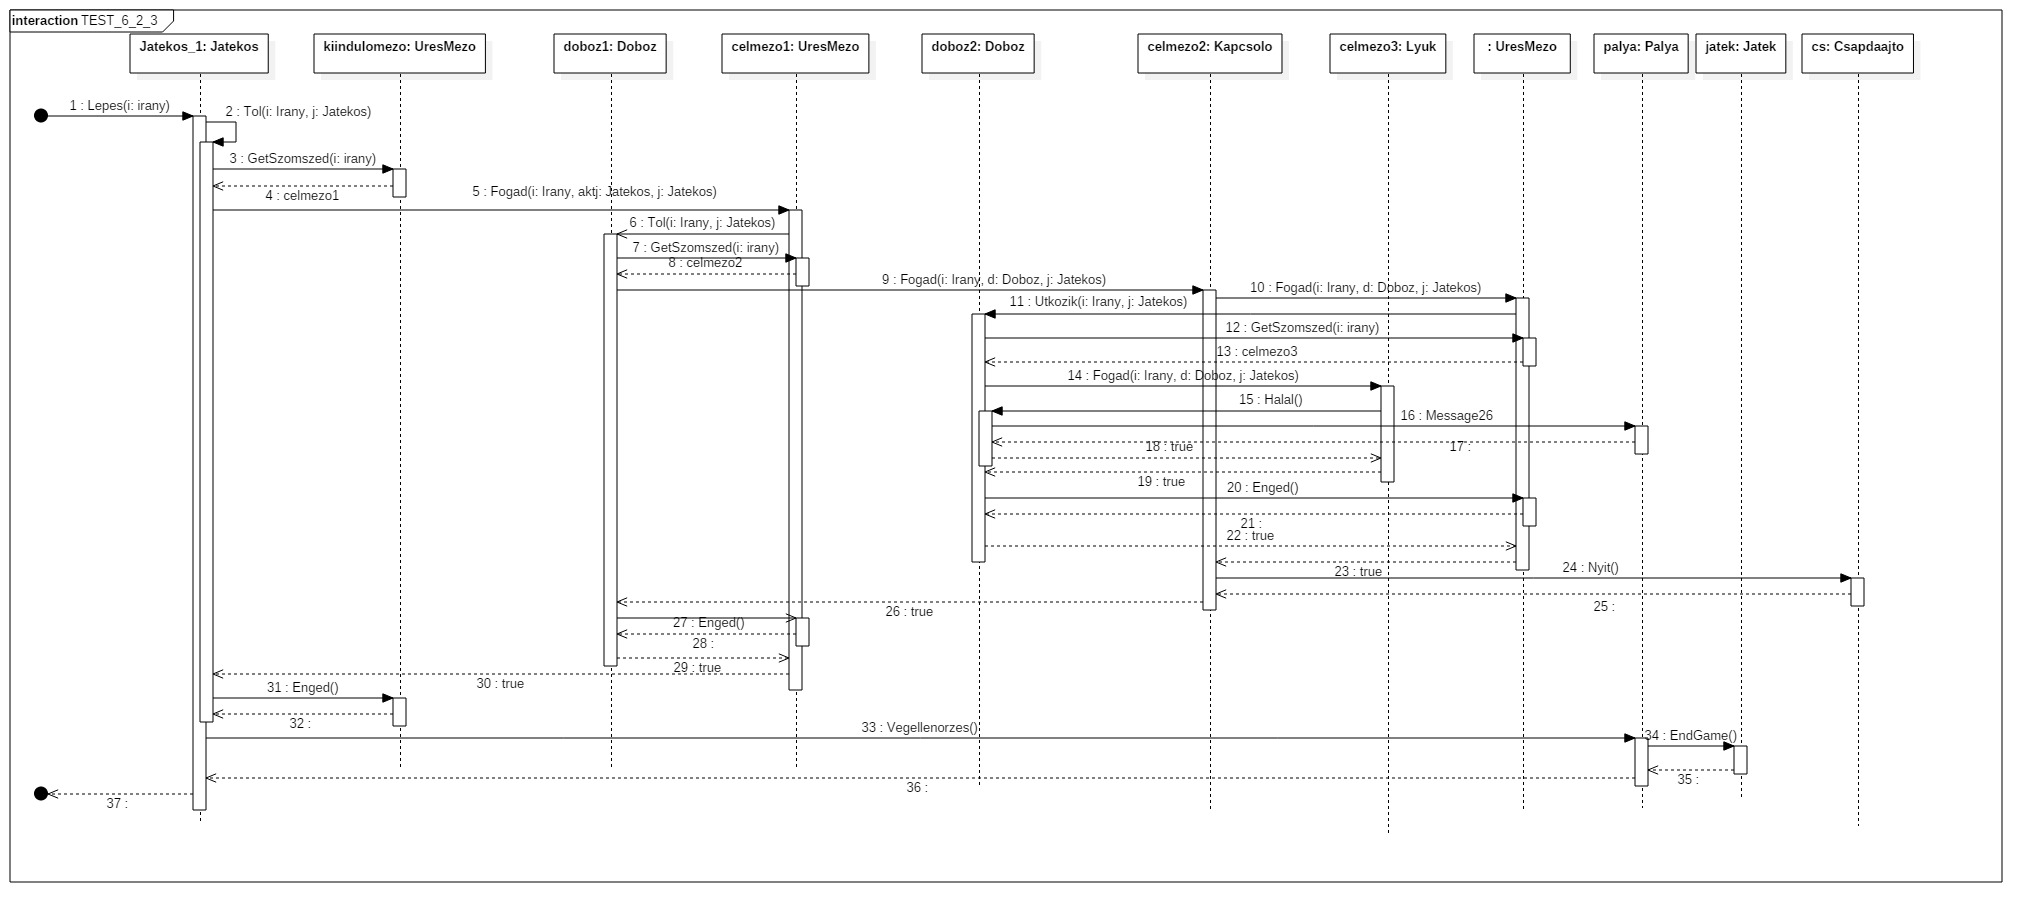 interaction TEST_6_2_3
Jatekos_1: Jatekos
kiindulomezo: UresMezo
doboz1: Doboz
celmezo1: UresMezo
doboz2: Doboz
celmezo2: Kapcsolo
celmezo3: Lyuk
: UresMezo
palya: Palya
jatek: Jatek
cs: Csapdaajto
1 : Lepes(i: irany)
2 : Tol(i: Irany, j: Jatekos)
3 : GetSzomszed(i: irany)
4 : celmezo1
5 : Fogad(i: Irany, aktj: Jatekos, j: Jatekos)
6 : Tol(i: Irany, j: Jatekos)
7 : GetSzomszed(i: irany)
8 : celmezo2
9 : Fogad(i: Irany, d: Doboz, j: Jatekos)
10 : Fogad(i: Irany, d: Doboz, j: Jatekos)
11 : Utkozik(i: Irany, j: Jatekos)
12 : GetSzomszed(i: irany)
13 : celmezo3
14 : Fogad(i: Irany, d: Doboz, j: Jatekos)
15 : Halal()
16 : Message26
17 :
18 : true
19 : true
20 : Enged()
21 :
22 : true
23 : true
24 : Nyit()
25 :
26 : true
27 : Enged()
28 :
29 : true
30 : true
31 : Enged()
32 :
33 : Vegellenorzes()
34 : EndGame()
35 :
36 :
37 :